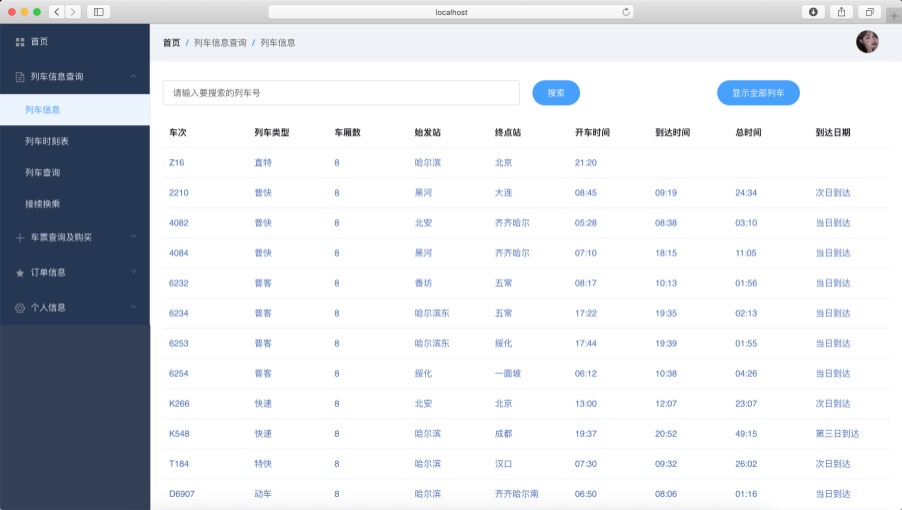 localhost
首页
列车信息查询
列车信息
列车时刻表
列车查询
接续换乘
车票查询及购买
订单信息
个人信息
首页 / 列车信息查询 / 列车信息
请输入要搜索的列车号 搜索 显示全部列车
车次 列车类型 车厢数 始发站 终点站 开车时间 到达时间 总时间 到达日期
Z16 直特 8 哈尔滨 北京 21:20
2210 普快 8 黑河 大连 08:45 09:19 24:34 次日到达
4082 普快 8 北安 齐齐哈尔 05:28 08:38 03:10 当日到达
4084 普快 8 黑河 齐齐哈尔 07:10 18:15 11:05 当日到达
6232 普客 8 香坊 五常 08:17 10:13 01:56 当日到达
6234 普客 8 哈尔滨东 五常 17:22 19:35 02:13 当日到达
6253 普客 8 哈尔滨东 绥化 17:44 19:39 01:55 当日到达
6254 普客 8 绥化 一面坡 06:12 10:38 04:26 当日到达
K266 快速 8 北安 北京 13:00 12:07 23:07 次日到达
K548 快速 8 哈尔滨 成都 19:37 20:52 49:15 第三日到达
T184 特快 8 哈尔滨 汉口 07:30 09:32 26:02 次日到达
D6907 动车 8 哈尔滨 齐齐哈尔南 06:50 08:06 01:16 当日到达